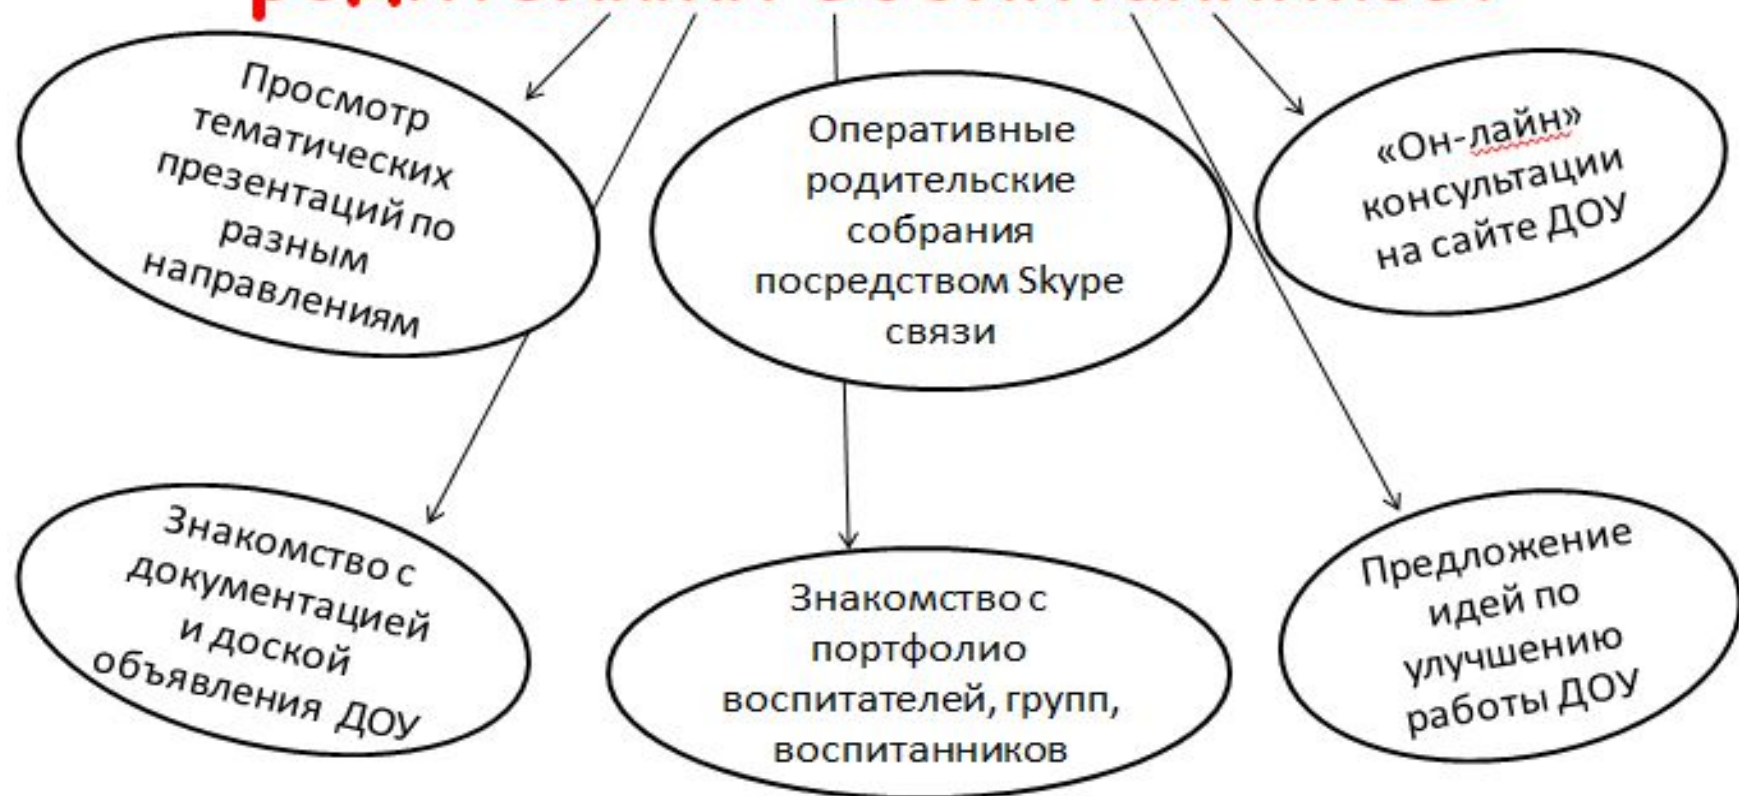 Просмотр
тематических
презентаций по
разным
направлениям
Оперативные
родительские
собрания
посредством Skype
связи
«Он-лайн»
консультации
на сайте ДОУ
Знакомство с
документацией
и доской
объявления ДОУ
Знакомство с
портфолио
воспитателей, групп,
воспитанников
Предложение
идей по
улучшению
работы ДОУ